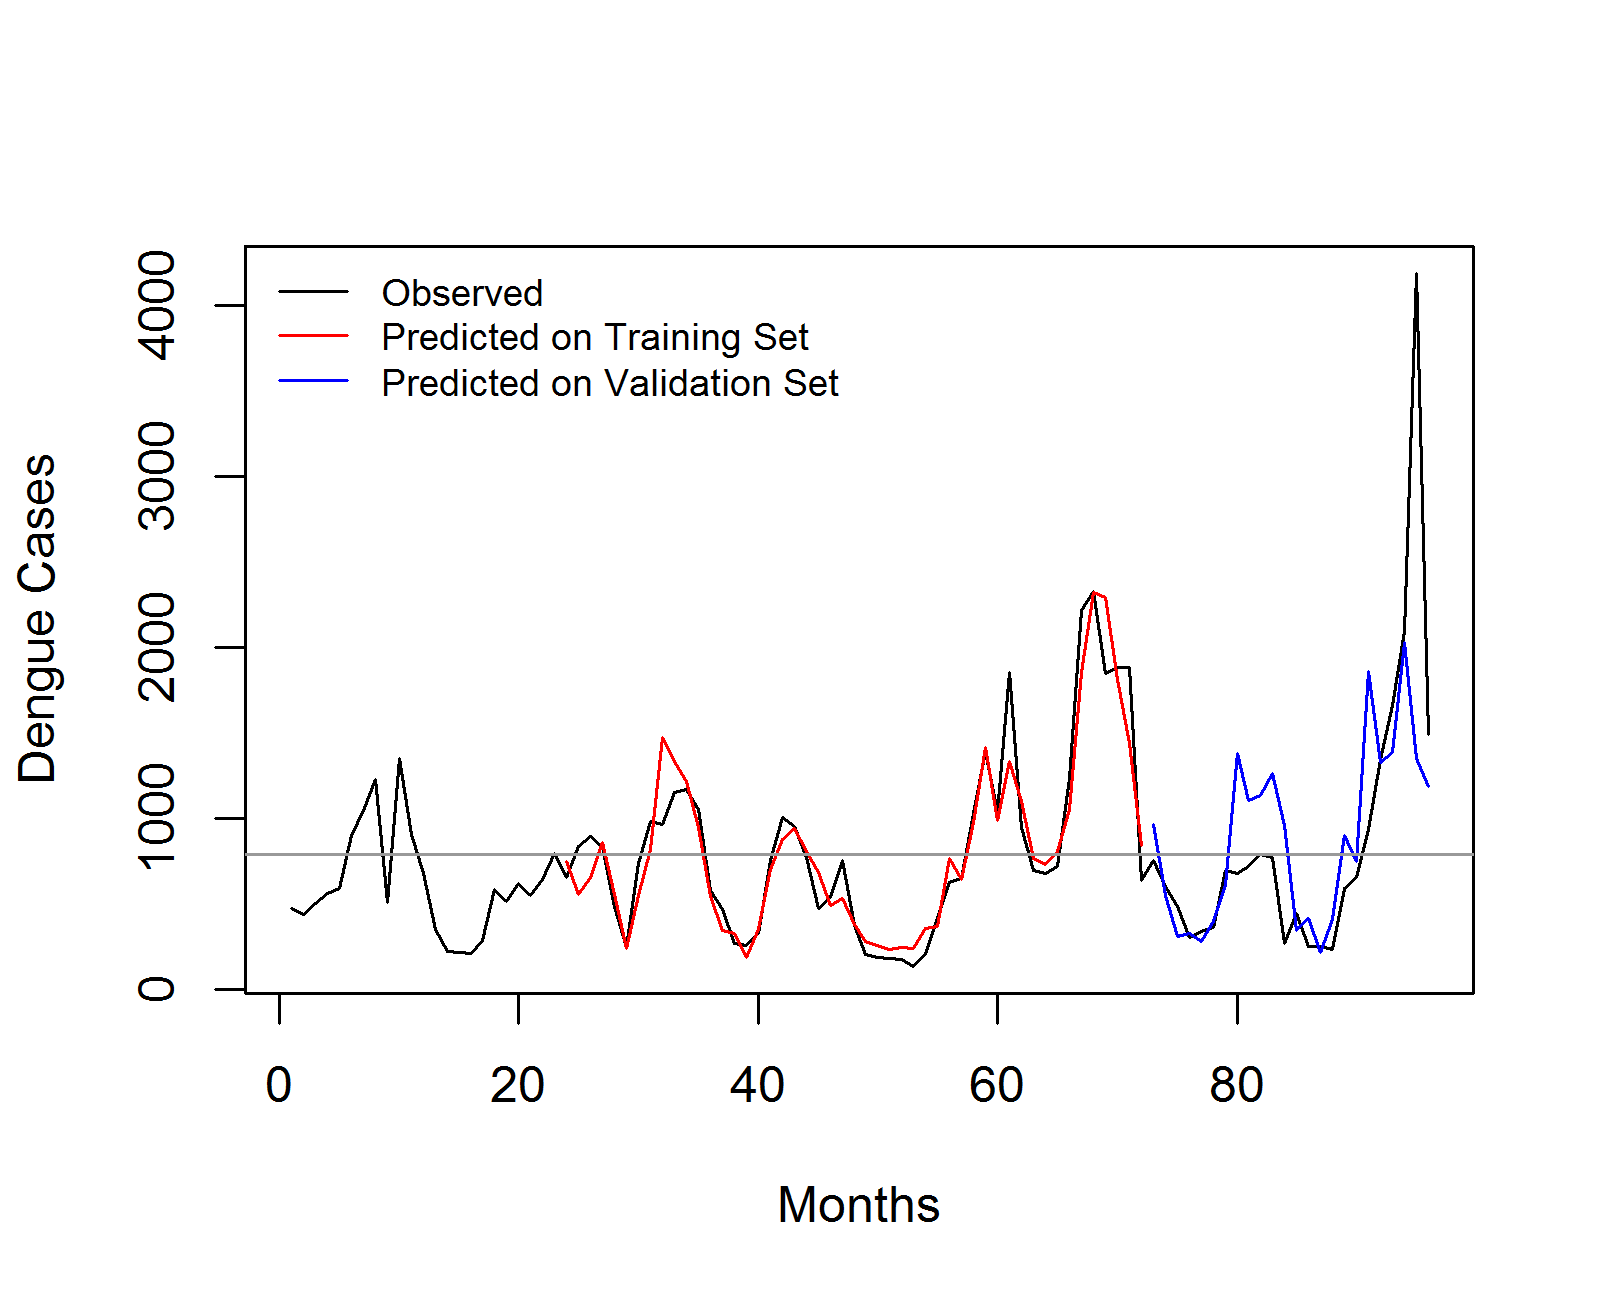 Observed
Predicted on Training Set
Predicted on Validation Set
Dengue Cases
4000
3000
2000
1000
0
0 20 40 60 80
Months